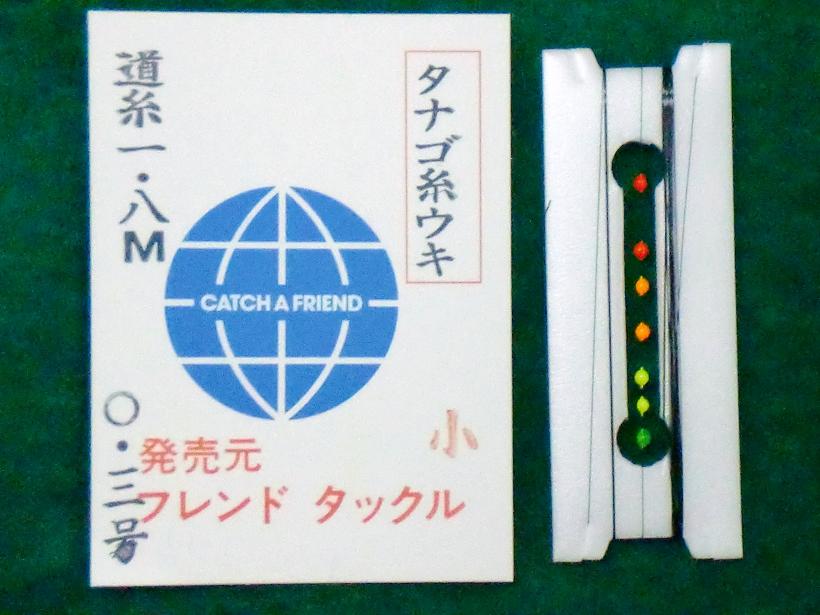 タナゴ糸ウキ
道糸一・八M
CATCH A FRIEND
小
〇・三号
発売元
フレンド タックル